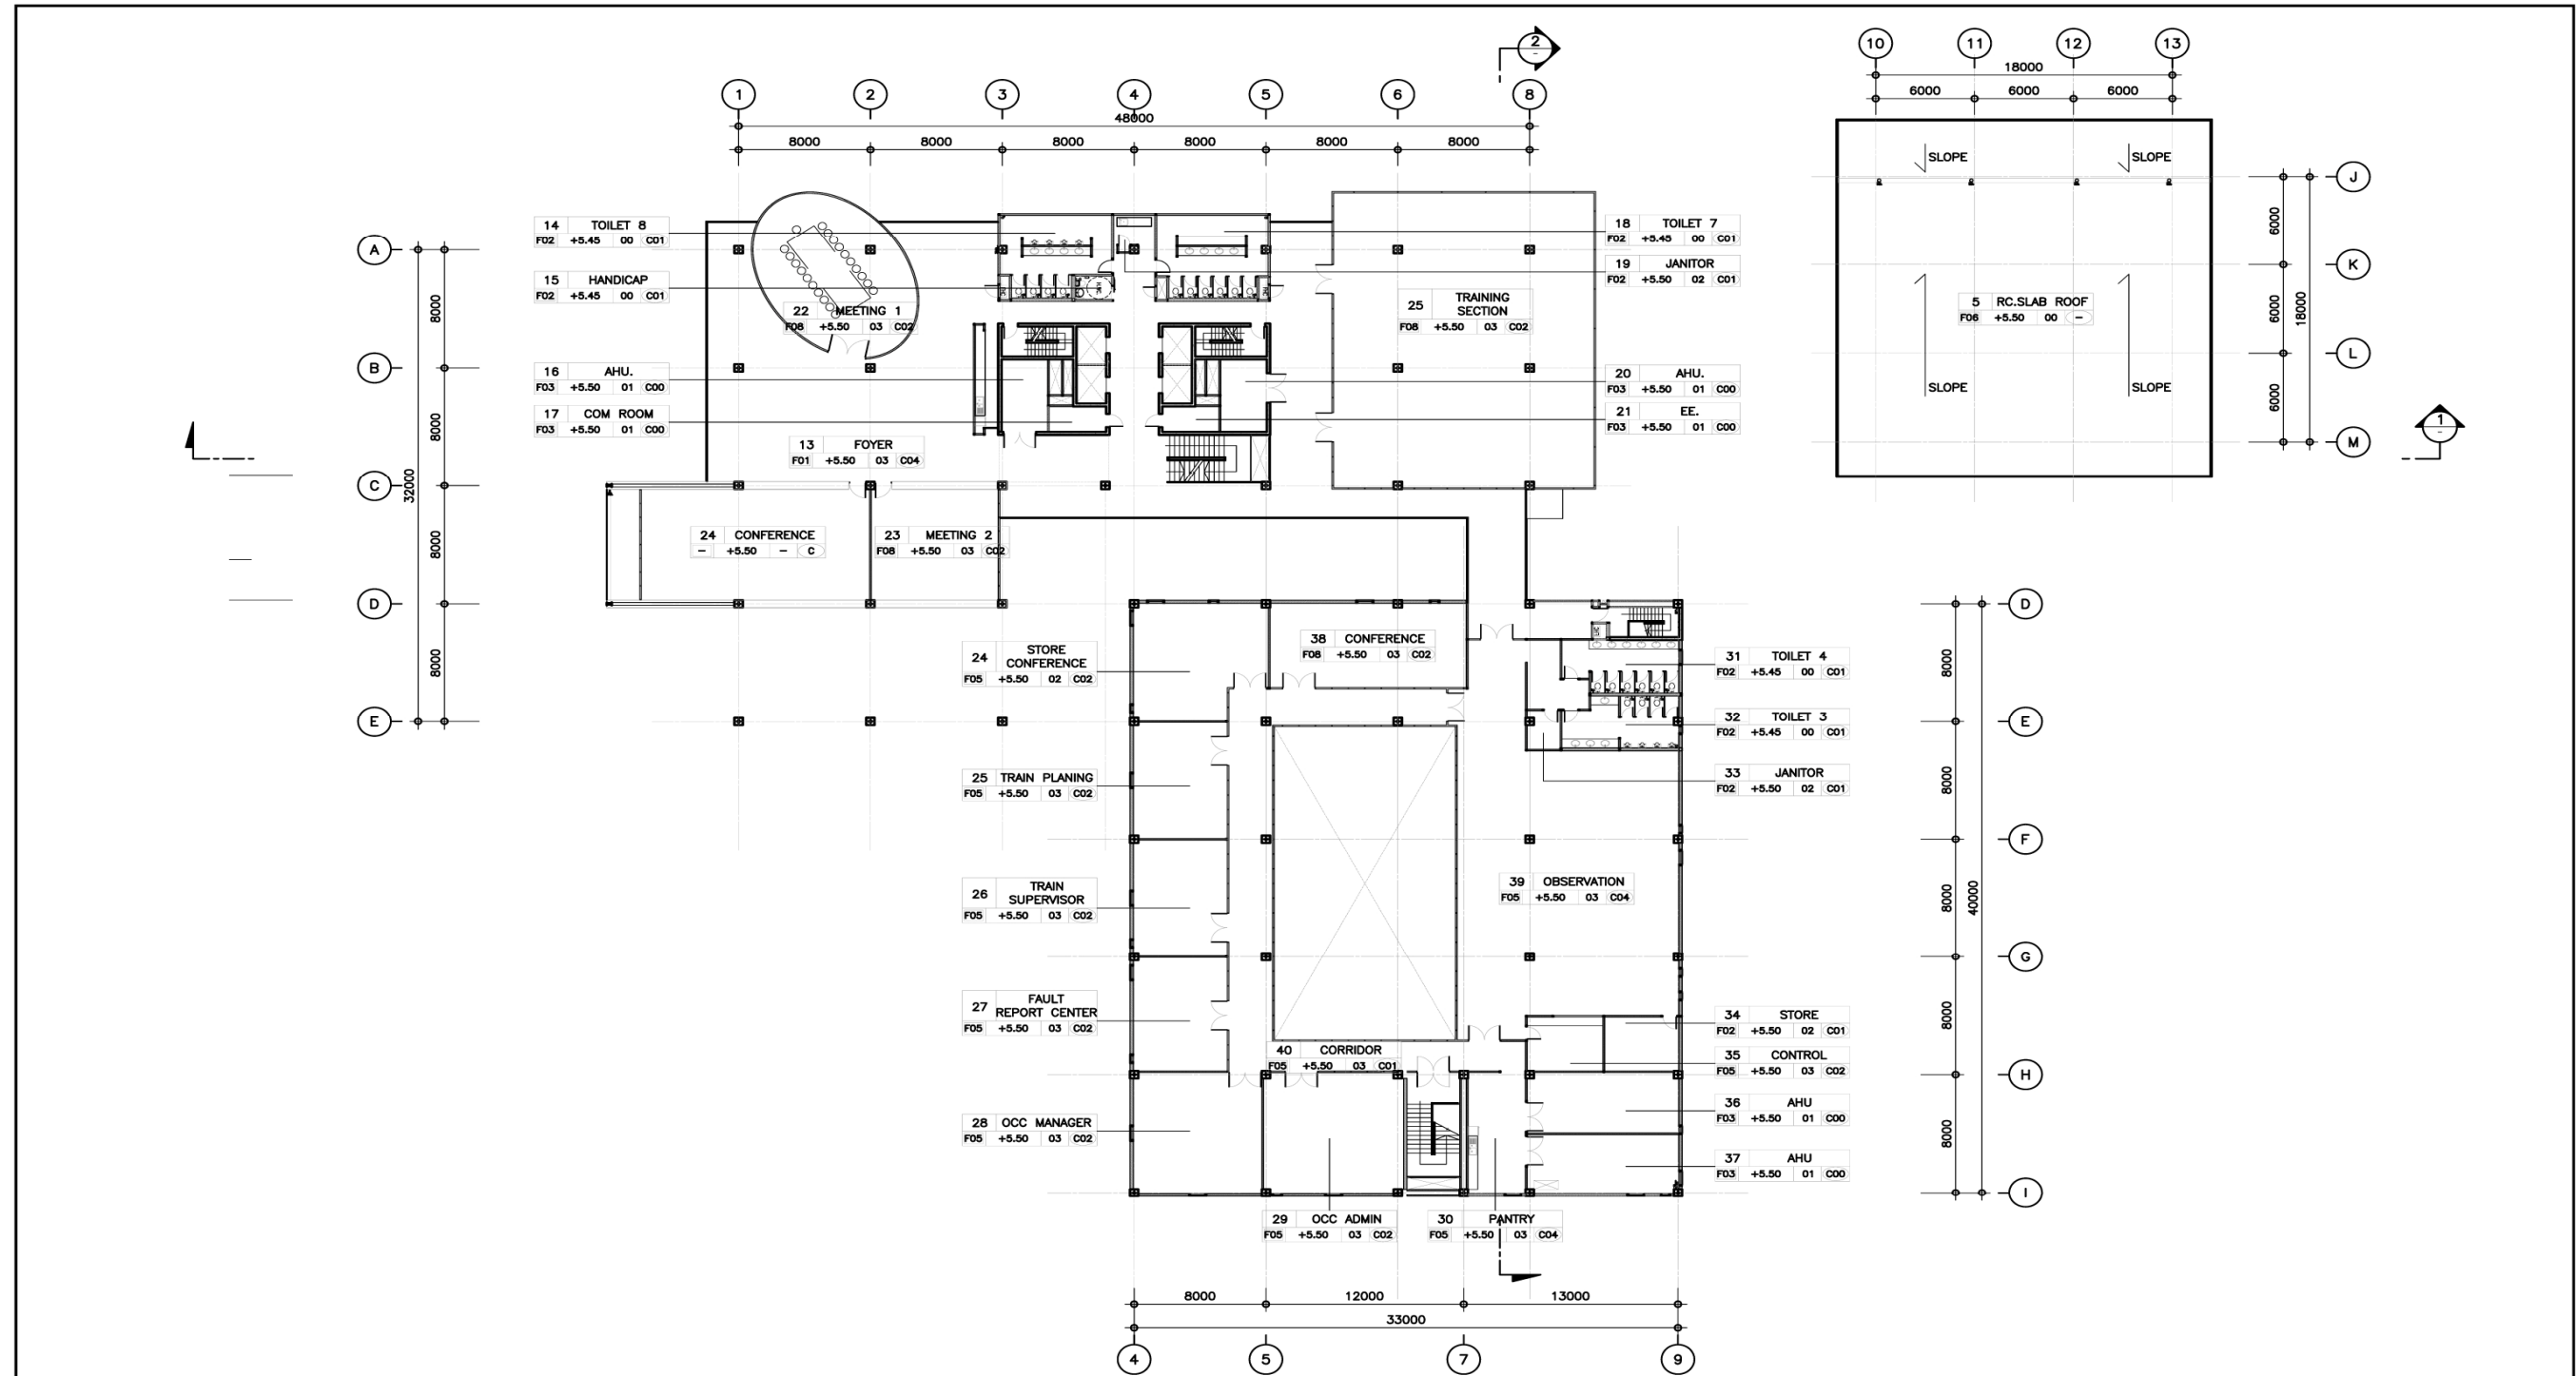 2
-
10 11 12 13
18000
6000 6000 6000
1 2 3 4 5 6 8
48000
8000 8000 8000 8000 8000 8000
SLOPE SLOPE
J
K
L
M
6000
6000
6000
18000
5 RC.SLAB ROOF
F06 +5.50 00 -
SLOPE SLOPE
1
-
A
B
C
D
E
8000
8000
8000
8000
32000
14 TOILET 8
F02 +5.45 00 C01
15 HANDICAP
F02 +5.45 00 C01
22 MEETING 1
F08 +5.50 03 C02
16 AHU.
F03 +5.50 01 C00
17 COM ROOM
F03 +5.50 01 C00
13 FOYER
F01 +5.50 03 C04
18 TOILET 7
F02 +5.45 00 C01
19 JANITOR
F02 +5.50 02 C01
25 TRAINING
SECTION
F08 +5.50 03 C02
20 AHU.
F03 +5.50 01 C00
21 EE.
F03 +5.50 01 C00
24 CONFERENCE
- +5.50 - C
23 MEETING 2
F08 +5.50 03 C02
24 STORE
CONFERENCE
F05 +5.50 02 C02
38 CONFERENCE
F08 +5.50 03 C02
25 TRAIN PLANING
F05 +5.50 03 C02
26 TRAIN
SUPERVISOR
F05 +5.50 03 C02
27 FAULT
REPORT CENTER
F05 +5.50 03 C02
28 OCC MANAGER
F05 +5.50 03 C02
31 TOILET 4
F02 +5.45 00 C01
32 TOILET 3
F02 +5.45 00 C01
33 JANITOR
F02 +5.50 02 C01
39 OBSERVATION
F05 +5.50 03 C04
34 STORE
F02 +5.50 02 C01
35 CONTROL
F05 +5.50 03 C02
36 AHU
F03 +5.50 01 C00
37 AHU
F03 +5.50 01 C00
40 CORRIDOR
F05 +5.50 03 C01
29 OCC ADMIN
F05 +5.50 03 C02
30 PANTRY
F05 +5.50 03 C04
D
E
F
G
H
I
8000
8000
8000
8000
8000
40000
8000 12000 13000
33000
4 5 7 9